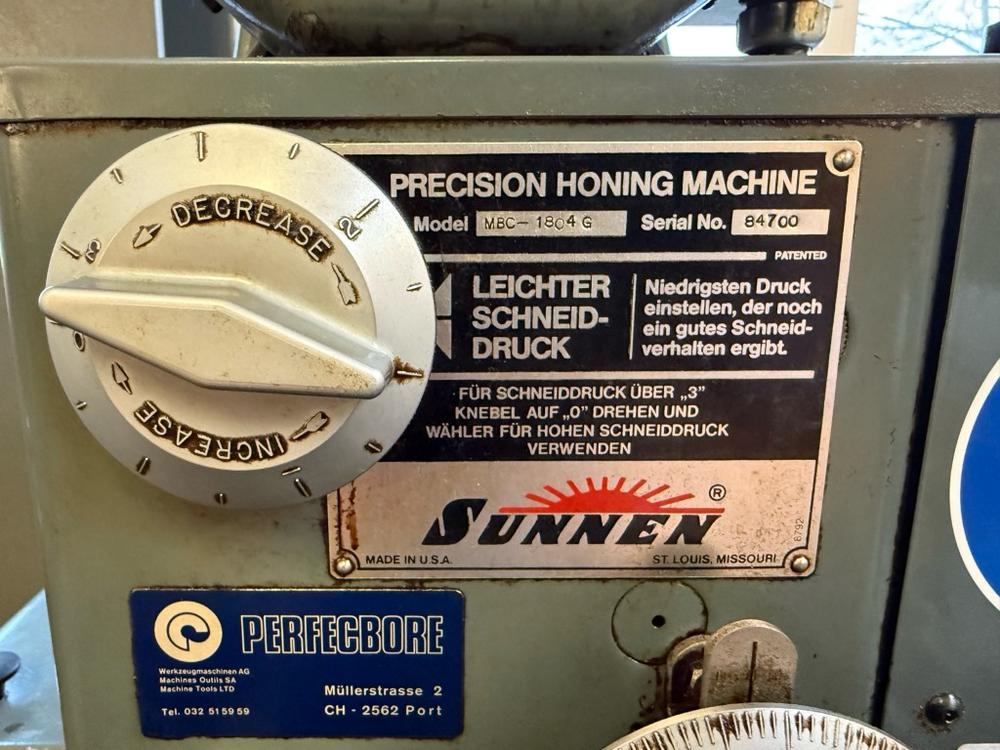 PRECISION HONING MACHINE
Model MBC-1804 G Serial No. 84700
PATENTED
LEICHTER
SCHNEID-
DRUCK
Niedrigsten Druck
einstellen, der noch
ein gutes Schneid-
verhalten ergibt.
FÜR SCHNEIDDRUCK ÜBER „3”
KNEBEL AUF „0” DREHEN UND
WÄHLER FÜR HOHEN SCHNEIDDRUCK
VERWENDEN
SUNNEN ®
MADE IN U.S.A.
ST. LOUIS, MISSOURI
8792
1
2
3
0
DECREASE
INCREASE
PERFECBORE
Werkzeugmaschinen AG
Machines Outils SA
Machine Tools LTD
Tel. 032 51 59 59
Müllerstrasse 2
CH - 2562 Port